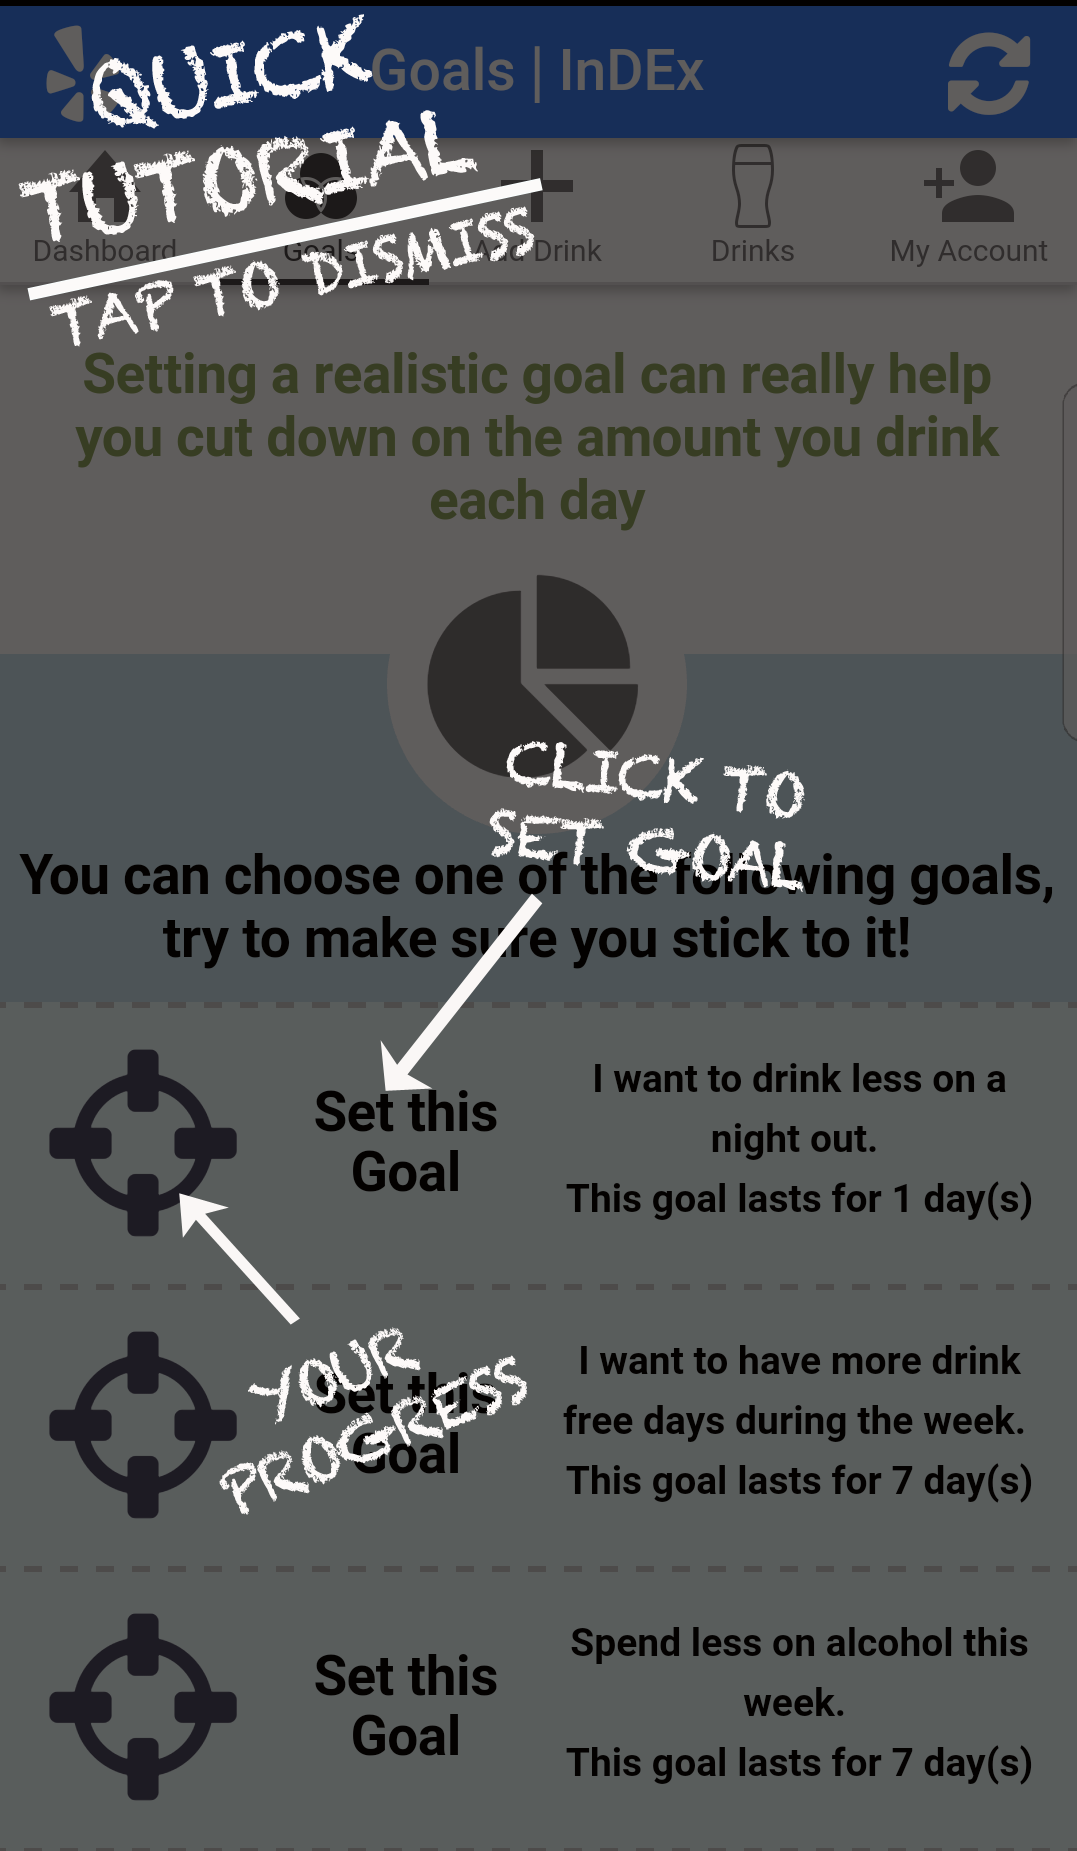 QUICK
TUTORIAL
TAP TO DISMISS
Goals | InDEx
Dashboard
Goals
Add Drink
Drinks
My Account
Setting a realistic goal can really help
you cut down on the amount you drink
each day
CLICK TO
SET GOAL
You can choose one of the following goals,
try to make sure you stick to it!
Set this
Goal
I want to drink less on a
night out.
This goal lasts for 1 day(s)
YOUR
PROGRESS
Set this
Goal
I want to have more drink
free days during the week.
This goal lasts for 7 day(s)
Set this
Goal
Spend less on alcohol this
week.
This goal lasts for 7 day(s)